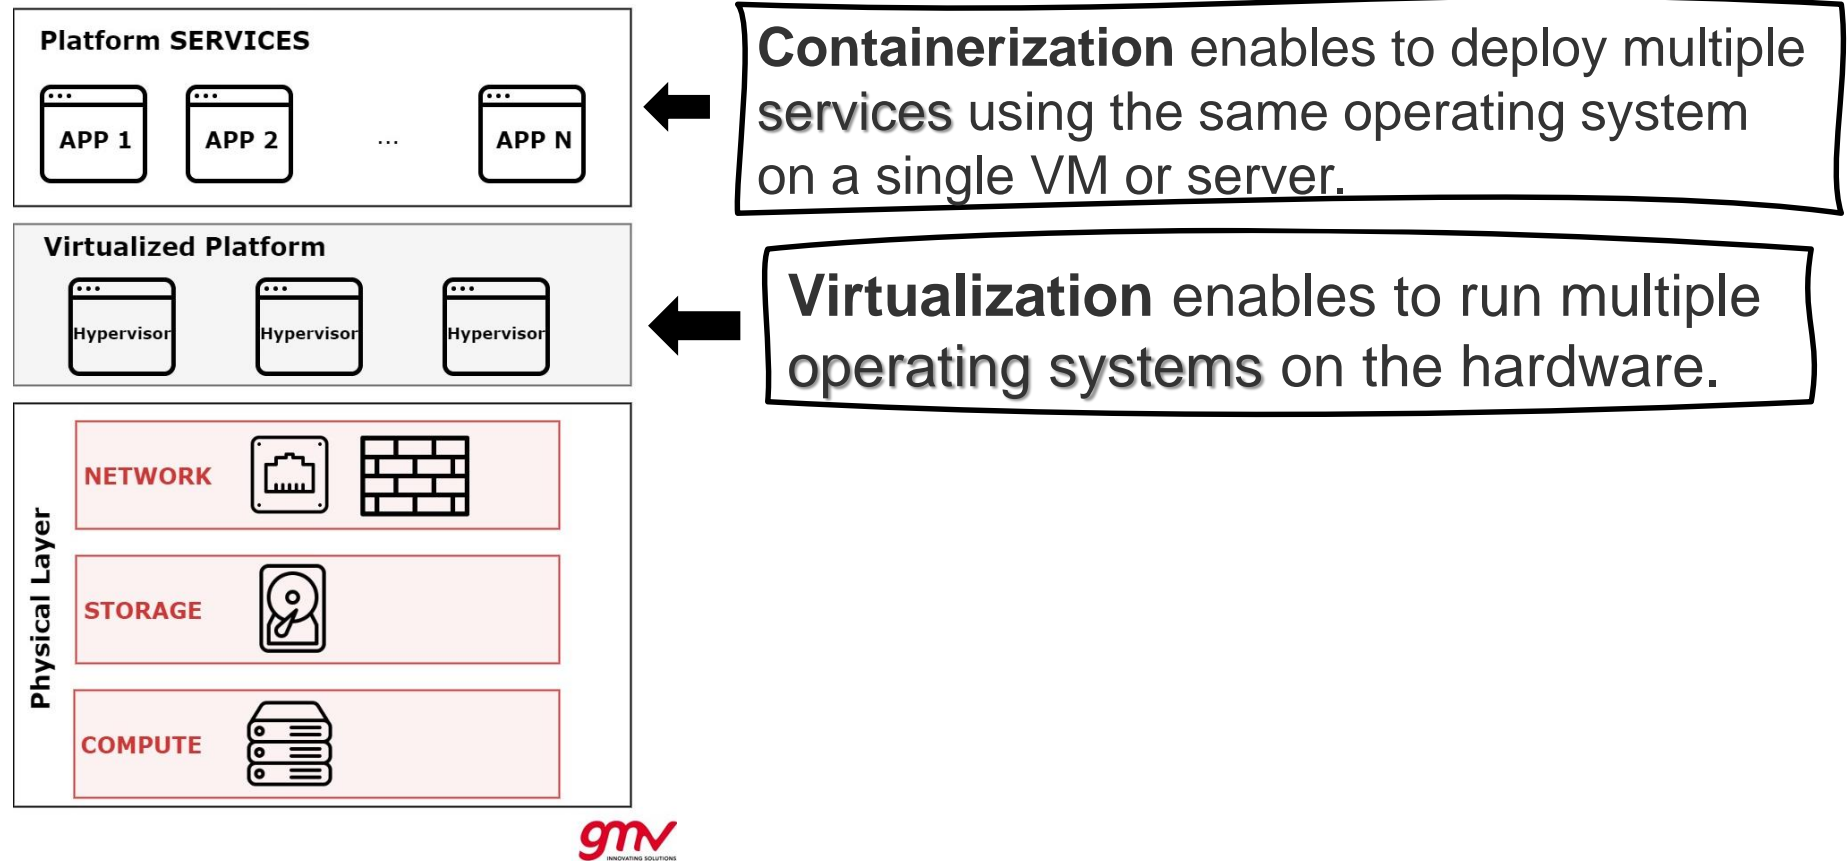 Platform SERVICES
APP 1
APP 2
...
APP N
Containerization enables to deploy multiple
services using the same operating system
on a single VM or server.
Virtualized Platform
Hypervisor
Hypervisor
Hypervisor
Virtualization enables to run multiple
operating systems on the hardware.
Physical Layer
NETWORK
STORAGE
COMPUTE
gmv
INNOVATING SOLUTIONS